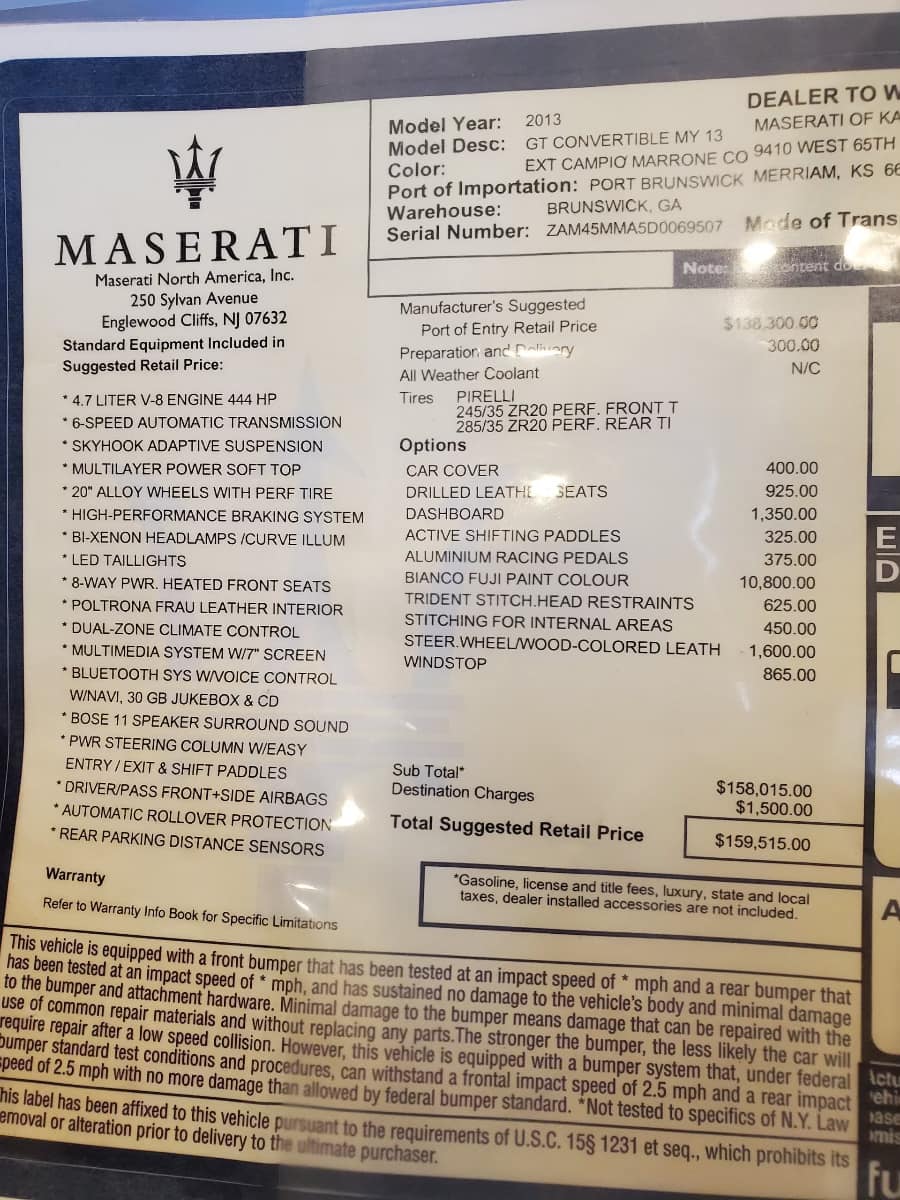 MASERATI
Maserati North America, Inc.
250 Sylvan Avenue
Englewood Cliffs, NJ 07632
Standard Equipment Included in
Suggested Retail Price:
* 4.7 LITER V-8 ENGINE 444 HP
* 6-SPEED AUTOMATIC TRANSMISSION
* SKYHOOK ADAPTIVE SUSPENSION
* MULTILAYER POWER SOFT TOP
* 20" ALLOY WHEELS WITH PERF TIRE
* HIGH-PERFORMANCE BRAKING SYSTEM
* BI-XENON HEADLAMPS /CURVE ILLUM
* LED TAILLIGHTS
* 8-WAY PWR. HEATED FRONT SEATS
* POLTRONA FRAU LEATHER INTERIOR
* DUAL-ZONE CLIMATE CONTROL
* MULTIMEDIA SYSTEM W/7" SCREEN
* BLUETOOTH SYS W/VOICE CONTROL
W/NAVI, 30 GB JUKEBOX & CD
* BOSE 11 SPEAKER SURROUND SOUND
* PWR STEERING COLUMN W/EASY
ENTRY / EXIT & SHIFT PADDLES
* DRIVER/PASS FRONT+SIDE AIRBAGS
* AUTOMATIC ROLLOVER PROTECTION
* REAR PARKING DISTANCE SENSORS
Warranty
Refer to Warranty Info Book for Specific Limitations
Model Year: 2013
Model Desc: GT CONVERTIBLE MY 13
Color: EXT CAMPIO MARRONE CO
Port of Importation: PORT BRUNSWICK
Warehouse: BRUNSWICK, GA
Serial Number: ZAM45MMA5D0069507
DEALER TO W
MASERATI OF KA
9410 WEST 65TH
MERRIAM, KS 66
Mode of Trans
Note: content
Manufacturer's Suggested
Port of Entry Retail Price $138,300.00
Preparation and Delivery 300.00
All Weather Coolant N/C
Tires PIRELLI
245/35 ZR20 PERF. FRONT T
285/35 ZR20 PERF. REAR TI
Options
CAR COVER 400.00
DRILLED LEATHE SEATS 925.00
DASHBOARD 1,350.00
ACTIVE SHIFTING PADDLES 325.00
ALUMINIUM RACING PEDALS 375.00
BIANCO FUJI PAINT COLOUR 10,800.00
TRIDENT STITCH.HEAD RESTRAINTS 625.00
STITCHING FOR INTERNAL AREAS 450.00
STEER.WHEEL/WOOD-COLORED LEATH 1,600.00
WINDSTOP 865.00
Sub Total* $158,015.00
Destination Charges $1,500.00
Total Suggested Retail Price $159,515.00
*Gasoline, license and title fees, luxury, state and local
taxes, dealer installed accessories are not included.
This vehicle is equipped with a front bumper that has been tested at an impact speed of * mph and a rear bumper that
has been tested at an impact speed of * mph, and has sustained no damage to the vehicle's body and minimal damage
to the bumper and attachment hardware. Minimal damage to the bumper means damage that can be repaired with the
use of common repair materials and without replacing any parts.The stronger the bumper, the less likely the car will
require repair after a low speed collision. However, this vehicle is equipped with a bumper system that, under federal
bumper standard test conditions and procedures, can withstand a frontal impact speed of 2.5 mph and a rear impact
speed of 2.5 mph with no more damage than allowed by federal bumper standard. *Not tested to specifics of N.Y. Law
This label has been affixed to this vehicle pursuant to the requirements of U.S.C. 15§ 1231 et seq., which prohibits its
removal or alteration prior to delivery to the ultimate purchaser.
E
D
A
Actu
vehi
base
fu